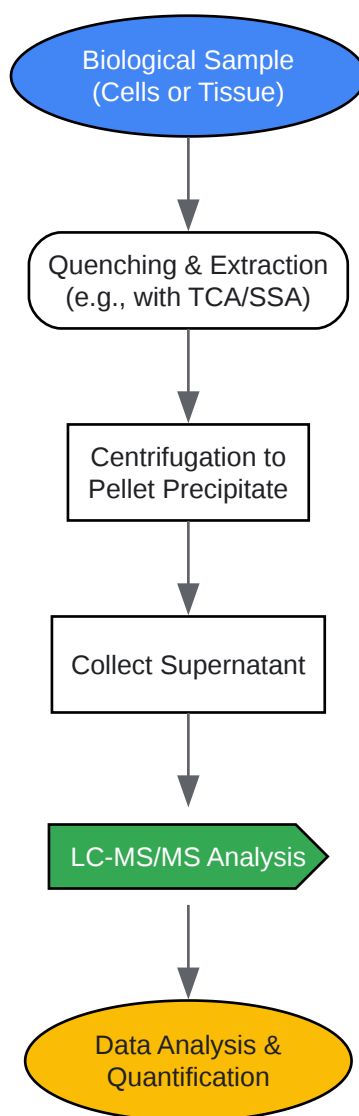 Biological Sample
(Cells or Tissue)
Quenching & Extraction
(e.g., with TCA/SSA)
Centrifugation to
Pellet Precipitate
Collect Supernatant
LC-MS/MS Analysis
Data Analysis &
Quantification